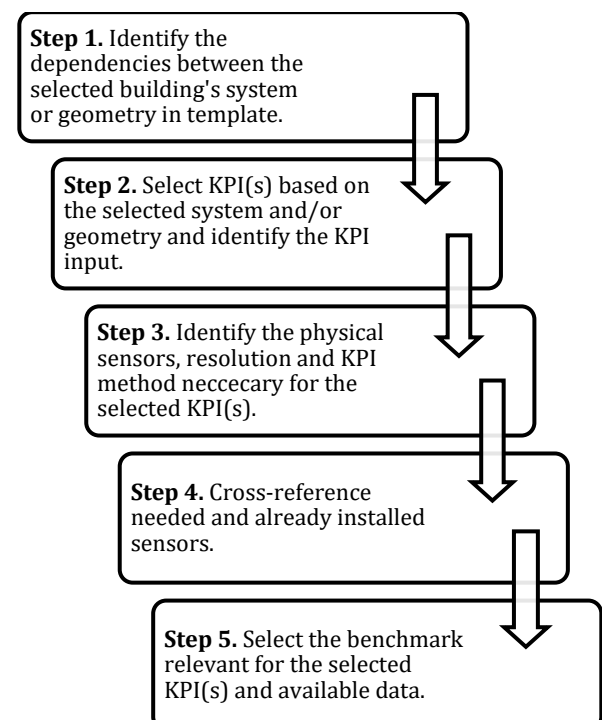 Step 1. Identify the
dependencies between the
selected building's system
or geometry in template.
Step 2. Select KPI(s) based on
the selected system and/or
geometry and identify the KPI
input.
Step 3. Identify the physical
sensors, resolution and KPI
method neccecary for the
selected KPI(s).
Step 4. Cross-reference
needed and already installed
sensors.
Step 5. Select the benchmark
relevant for the selected
KPI(s) and available data.